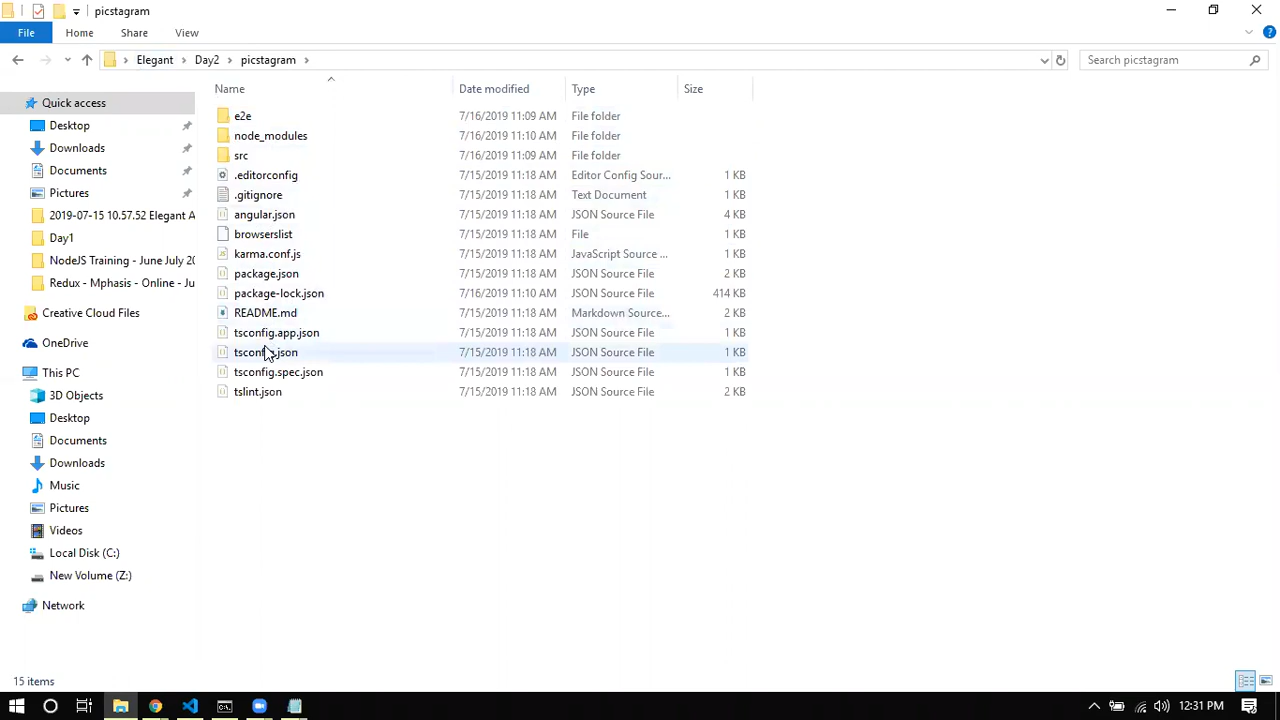 picstagram
File Home Share View
Elegant Day2 picstagram
Search picstagram
Name Date modified Type Size
Quick access
Desktop
Downloads
Documents
Pictures
2019-07-15 10.57.52 Elegant A
Day1
NodeJS Training - June July 20
Redux - Mphasis - Online - Ju
Creative Cloud Files
OneDrive
This PC
3D Objects
Desktop
Documents
Downloads
Music
Pictures
Videos
Local Disk (C:)
New Volume (Z:)
Network
e2e 7/16/2019 11:09 AM File folder
node_modules 7/16/2019 11:10 AM File folder
src 7/16/2019 11:09 AM File folder
.editorconfig 7/15/2019 11:18 AM Editor Config Sour... 1 KB
.gitignore 7/15/2019 11:18 AM Text Document 1 KB
angular.json 7/15/2019 11:18 AM JSON Source File 4 KB
browserslist 7/15/2019 11:18 AM File 1 KB
karma.conf.js 7/15/2019 11:18 AM JavaScript Source ... 1 KB
package.json 7/15/2019 11:18 AM JSON Source File 2 KB
package-lock.json 7/16/2019 11:10 AM JSON Source File 414 KB
README.md 7/15/2019 11:18 AM Markdown Source... 2 KB
tsconfig.app.json 7/15/2019 11:18 AM JSON Source File 1 KB
tsconfig.json 7/15/2019 11:18 AM JSON Source File 1 KB
tsconfig.spec.json 7/15/2019 11:18 AM JSON Source File 1 KB
tslint.json 7/15/2019 11:18 AM JSON Source File 2 KB
15 items
12:31 PM